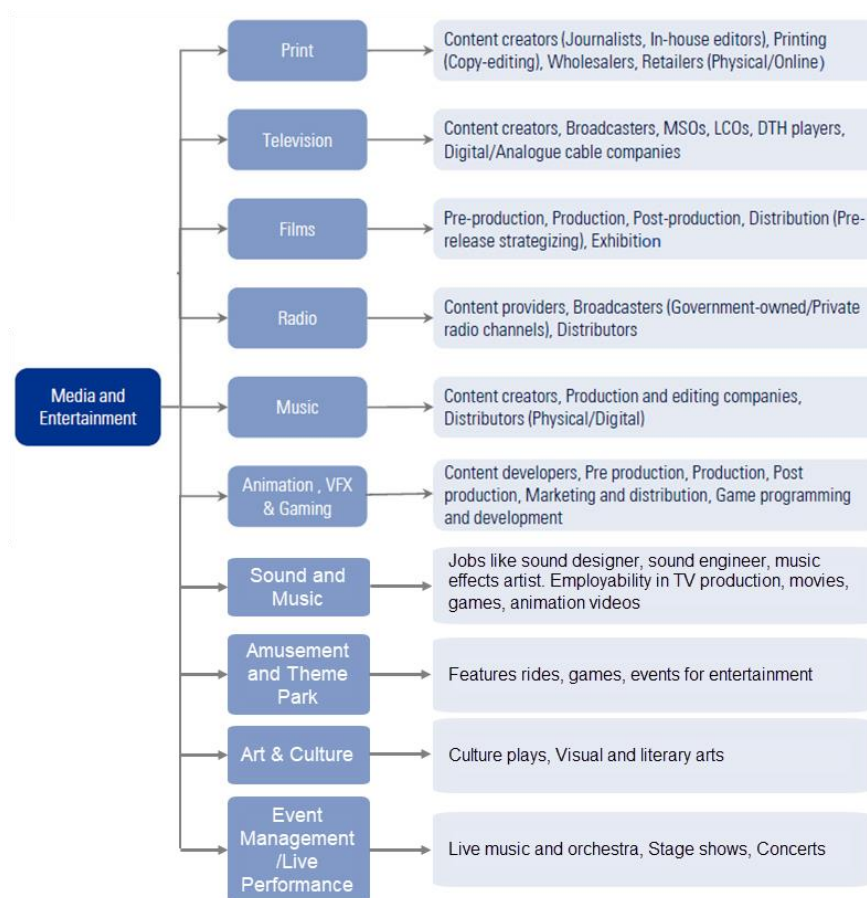 Print
Content creators (Journalists, In-house editors), Printing
(Copy-editing), Wholesalers, Retailers (Physical/Online)
Television
Content creators, Broadcasters, MSOs, LCOs, DTH players,
Digital/Analogue cable companies
Films
Pre-production, Production, Post-production, Distribution (Pre-
release strategizing), Exhibition
Radio
Content providers, Broadcasters (Government-owned/Private
radio channels), Distributors
Media and
Entertainment
Music
Content creators, Production and editing companies,
Distributors (Physical/Digital)
Animation , VFX
& Gaming
Content developers, Pre production, Production, Post
production, Marketing and distribution, Game programming
and development
Sound and
Music
Jobs like sound designer, sound engineer, music
effects artist. Employability in TV production, movies,
games, animation videos
Amusement
and Theme
Park
Features rides, games, events for entertainment
Art & Culture
Culture plays, Visual and literary arts
Event
Management
/Live
Performance
Live music and orchestra, Stage shows, Concerts